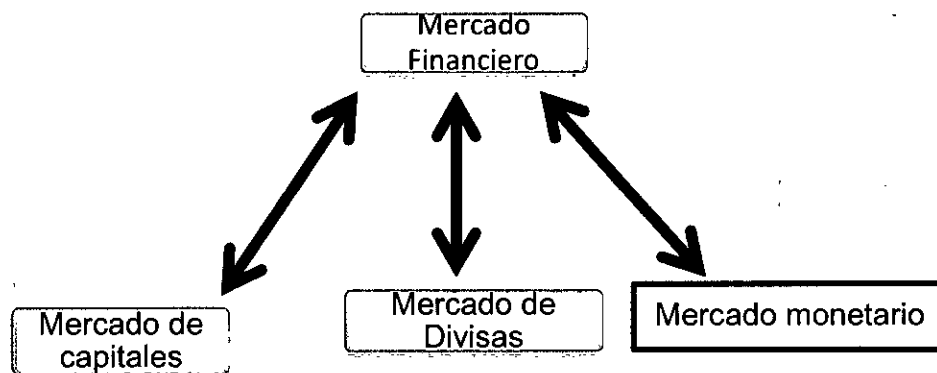 Mercado
Financiero
Mercado de
capitales
Mercado de
Divisas
Mercado monetario